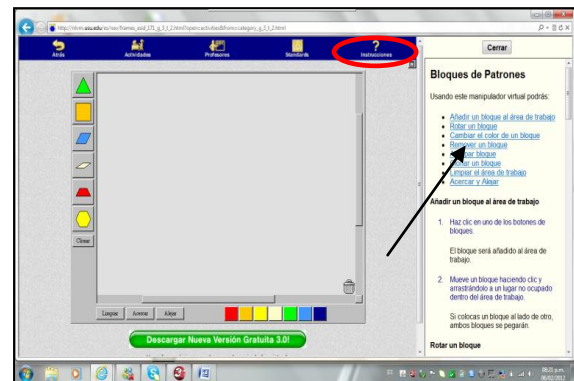 Atrás
Actividades
Profesores
Standards
Instrucciones
Cerrar
Bloques de Patrones
Usando este manipulador virtual podrás:
Añadir un bloque al área de trabajo
Rotar un bloque
Cambiar el color de un bloque
Remover un bloque
bloque
un bloque
Limpiar el área de trabajo
Acercar y Alejar
Añadir un bloque al área de trabajo
1. Haz clic en uno de los botones de
bloques.
El bloque será añadido al área de
trabajo.
2. Mueve un bloque haciendo clic y
arrastrándolo a un lugar no ocupado
dentro del área de trabajo.
Si colocas un bloque al lado de otro,
ambos bloques se pegarán.
Rotar un bloque
Clonar
Limpiar
Acercar
Alejar
Descargar Nueva Versión Gratuita 3.0!
08:21 p.m.
06/02/2012